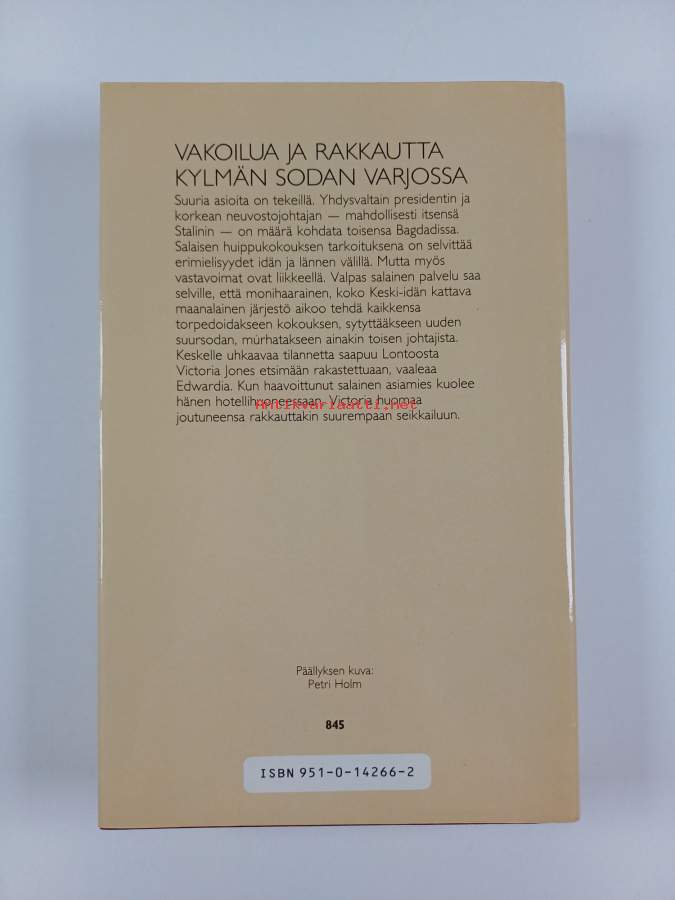 VAKOILUA JA RAKKAUTTA
KYLMÄN SODAN VARJOSSA
Suuria asioita on tekeillä. Yhdysvaltain presidentin ja
korkean neuvostojohtajan — mahdollisesti itsensä
Stalinin — on määrä kohdata toisensa Bagdadissa.
Salaisen huippukokouksen tarkoituksena on selvittää
erimielisyydet idän ja lännen välillä. Mutta myös
vastavoimat ovat liikkeellä. Valpas salainen palvelu saa
selville, että monihaarainen, koko Keski-idän kattava
maanalainen järjestö aikoo tehdä kaikkensa
torpedoidakseen kokouksen, sytyttääkseen uuden
suursodan, murhatakseen ainakin toisen johtajista.
Keskelle uhkaavaa tilannetta saapuu Lontoosta
Victoria Jones etsimään rakastettuaan, vaaleaa
Edwardia. Kun haavoittunut salainen asiamies kuolee
hänen hotellihuoneessaan, Victoria huomaa
Antikvariaatti.net
joutuneensa rakkauttakin suurempaan seikkailuun.
Päällyksen kuva:
Petri Holm
845
ISBN 951-0-14266-2